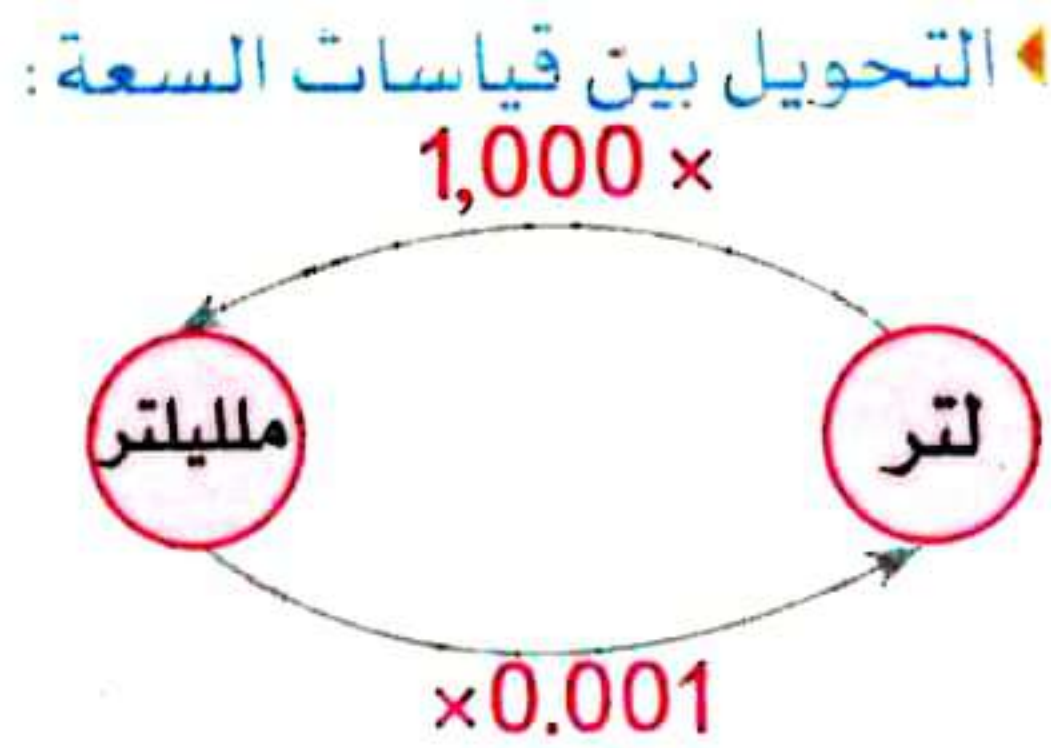 التحويل بين قياسات السعة:
1,000 ×
لتر
ملليلتر
×0.001